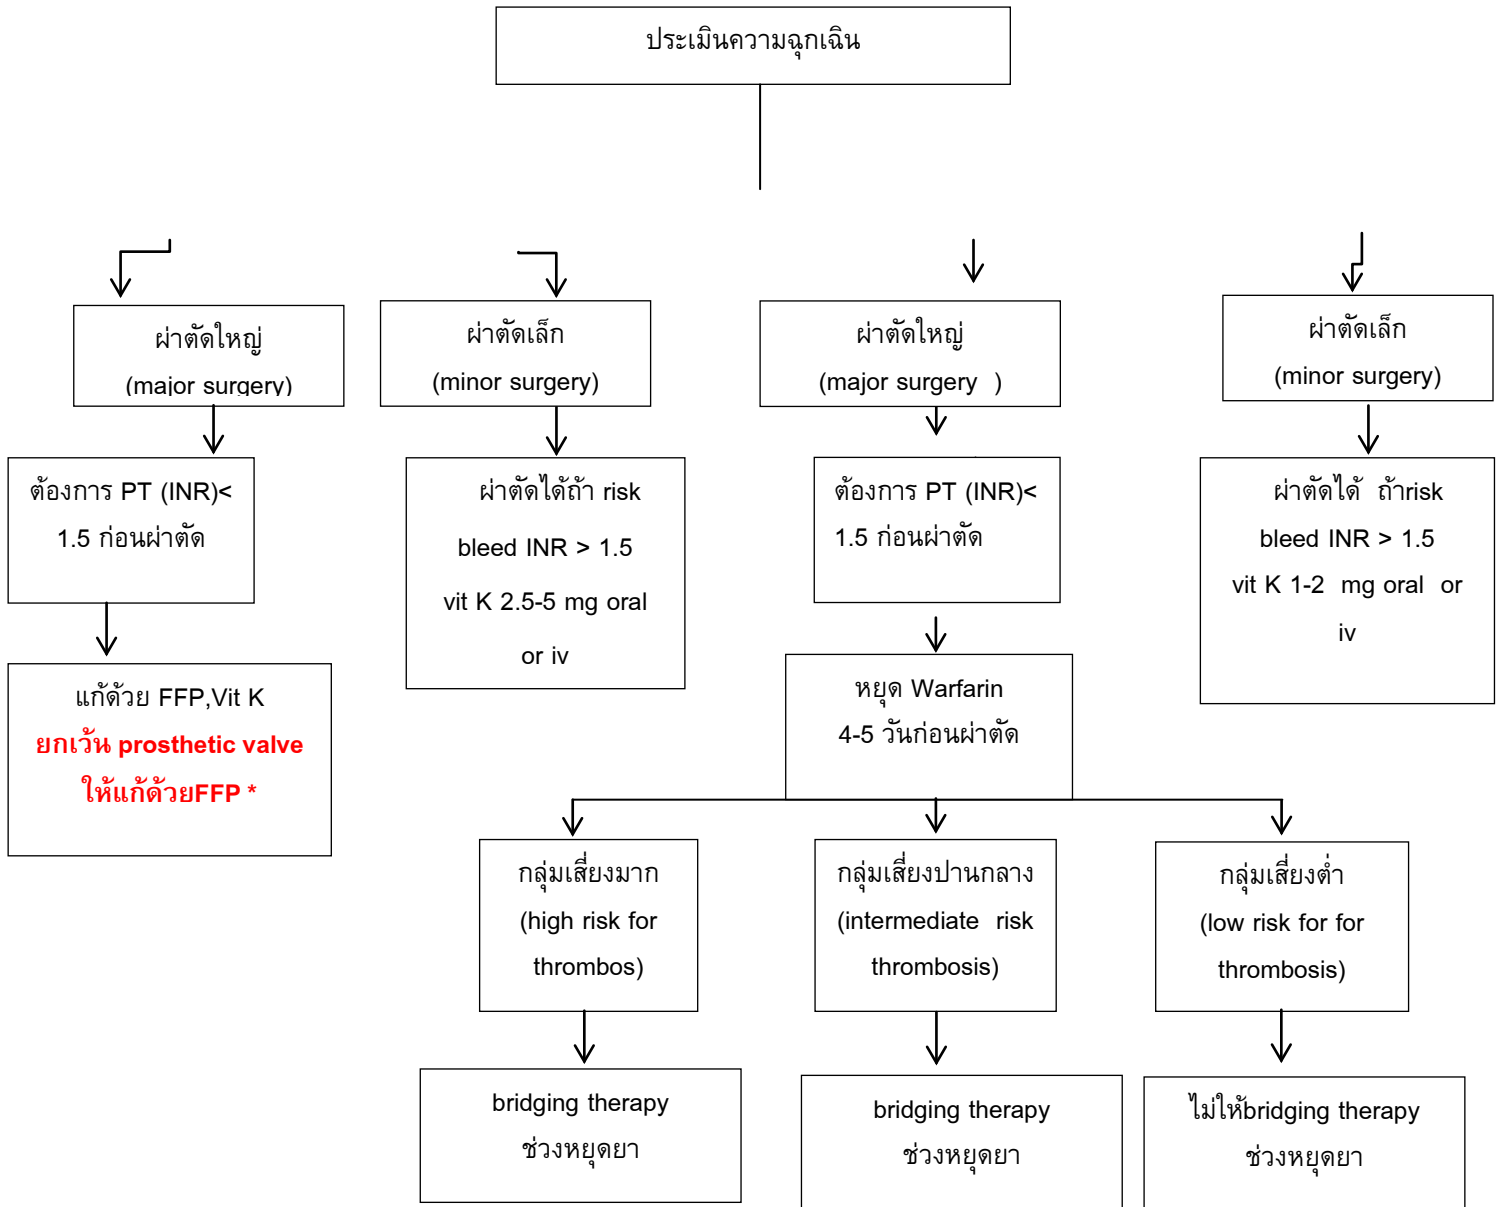 ประเมินความฉุกเฉิน
ผ่าตัดใหญ่
(major surgery)
ผ่าตัดเล็ก
(minor surgery)
ผ่าตัดใหญ่
(major surgery )
ผ่าตัดเล็ก
(minor surgery)
ต้องการ PT (INR)<
1.5 ก่อนผ่าตัด
ผ่าตัดได้ถ้า risk
bleed INR > 1.5
vit K 2.5-5 mg oral
or iv
ต้องการ PT (INR)<
1.5 ก่อนผ่าตัด
ผ่าตัดได้ ถ้าrisk
bleed INR > 1.5
vit K 1-2 mg oral or
iv
แก้ด้วย FFP,Vit K
ยกเว้น prosthetic valve
ให้แก้ด้วยFFP *
หยุด Warfarin
4-5 วันก่อนผ่าตัด
กลุ่มเสี่ยงมาก
(high risk for
thrombos)
กลุ่มเสี่ยงปานกลาง
(intermediate risk
thrombosis)
กลุ่มเสี่ยงต่ำ
(low risk for for
thrombosis)
bridging therapy
ช่วงหยุดยา
bridging therapy
ช่วงหยุดยา
ไม่ให้bridging therapy
ช่วงหยุดยา